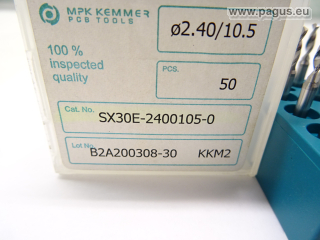 www.pagus.eu
MPK KEMMER
PCB TOOLS
ø2.40/10.5
100 %
inspected
quality
PCS.
50
Cat. No.
SX30E-2400105-0
Lot No.
B2A200308-30 KKM2